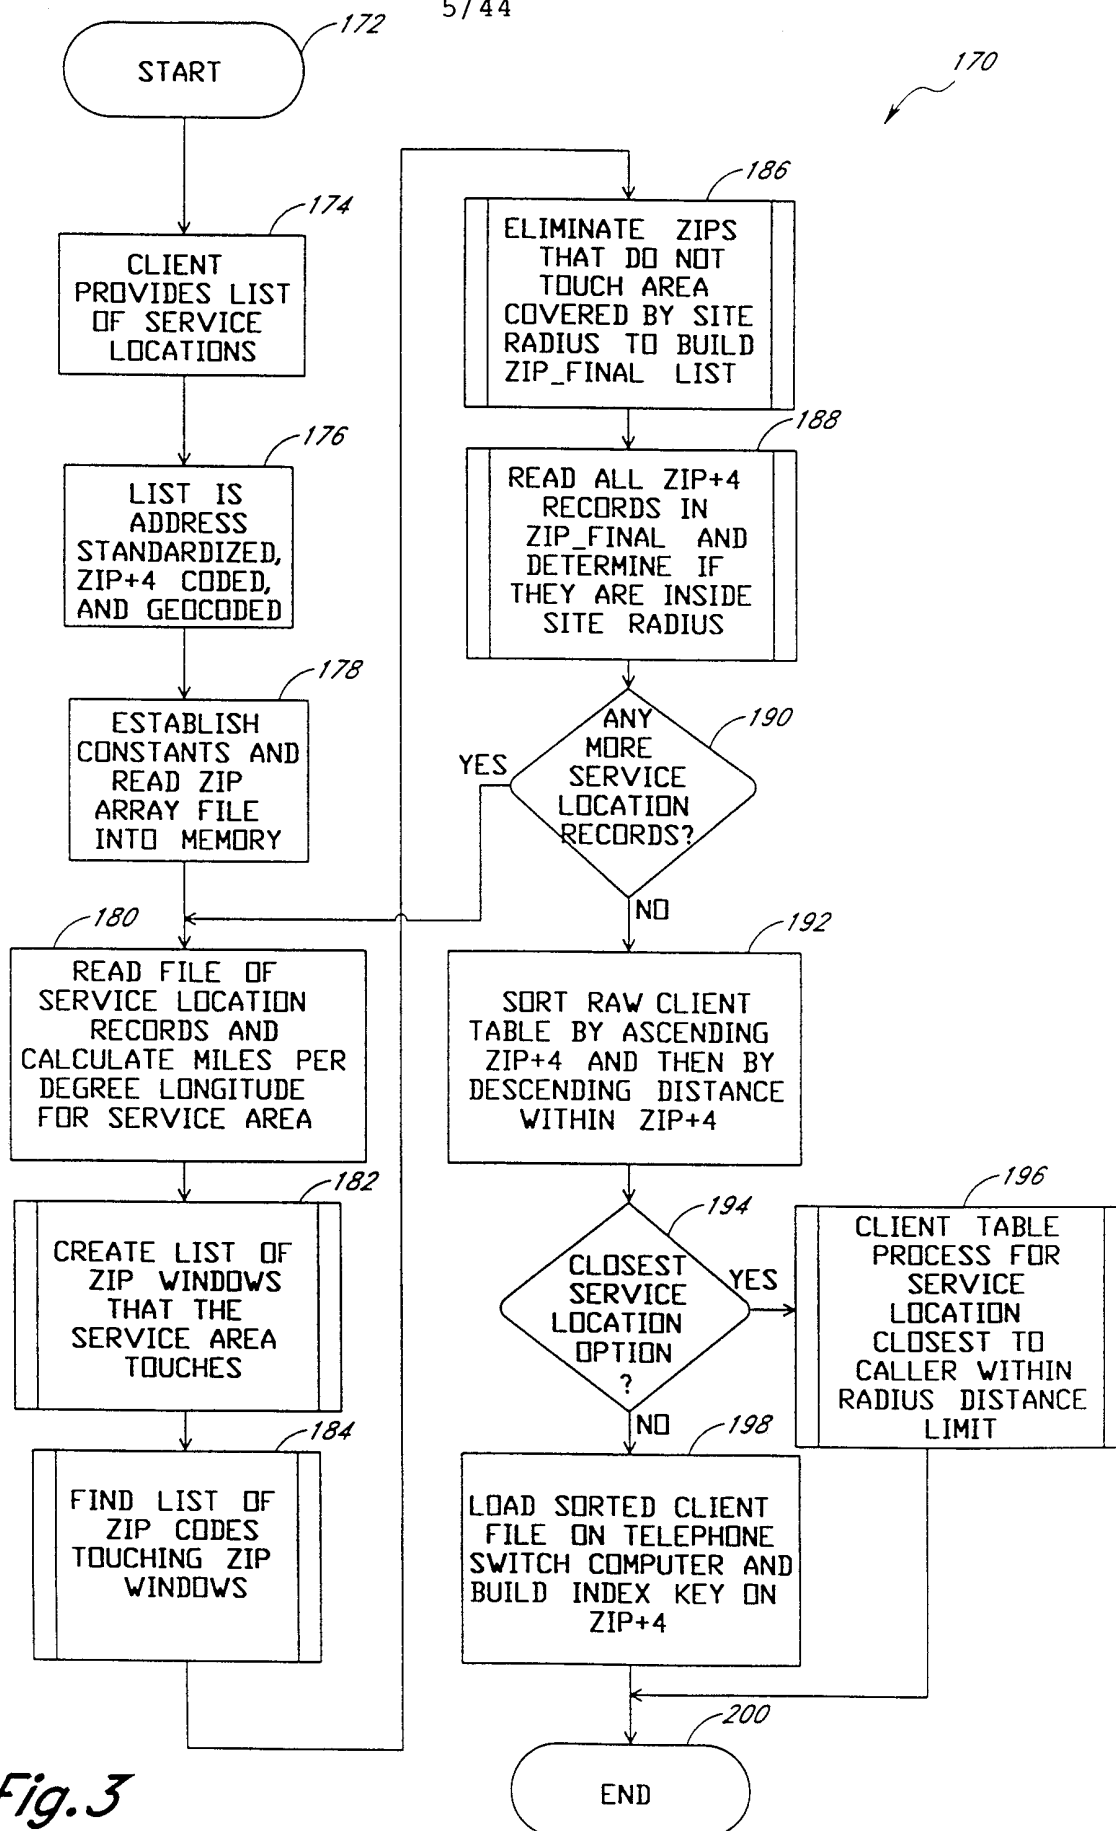 5/44
172
START
170
174
CLIENT
PROVIDES LIST
OF SERVICE
LOCATIONS
176
LIST IS
ADDRESS
STANDARDIZED,
ZIP+4 CODED,
AND GEOCODED
178
ESTABLISH
CONSTANTS AND
READ ZIP
ARRAY FILE
INTO MEMORY
180
READ FILE OF
SERVICE LOCATION
RECORDS AND
CALCULATE MILES PER
DEGREE LONGITUDE
FOR SERVICE AREA
182
CREATE LIST OF
ZIP WINDOWS
THAT THE
SERVICE AREA
TOUCHES
184
FIND LIST OF
ZIP CODES
TOUCHING ZIP
WINDOWS
186
ELIMINATE ZIPS
THAT DO NOT
TOUCH AREA
COVERED BY SITE
RADIUS TO BUILD
ZIP_FINAL LIST
188
READ ALL ZIP+4
RECORDS IN
ZIP_FINAL AND
DETERMINE IF
THEY ARE INSIDE
SITE RADIUS
190
ANY
MORE
SERVICE
LOCATION
RECORDS?
YES
NO
192
SORT RAW CLIENT
TABLE BY ASCENDING
ZIP+4 AND THEN BY
DESCENDING DISTANCE
WITHIN ZIP+4
194
CLOSEST
SERVICE
LOCATION
OPTION
?
YES
NO
196
CLIENT TABLE
PROCESS FOR
SERVICE
LOCATION
CLOSEST TO
CALLER WITHIN
RADIUS DISTANCE
LIMIT
198
LOAD SORTED CLIENT
FILE ON TELEPHONE
SWITCH COMPUTER AND
BUILD INDEX KEY ON
ZIP+4
200
END
Fig.3